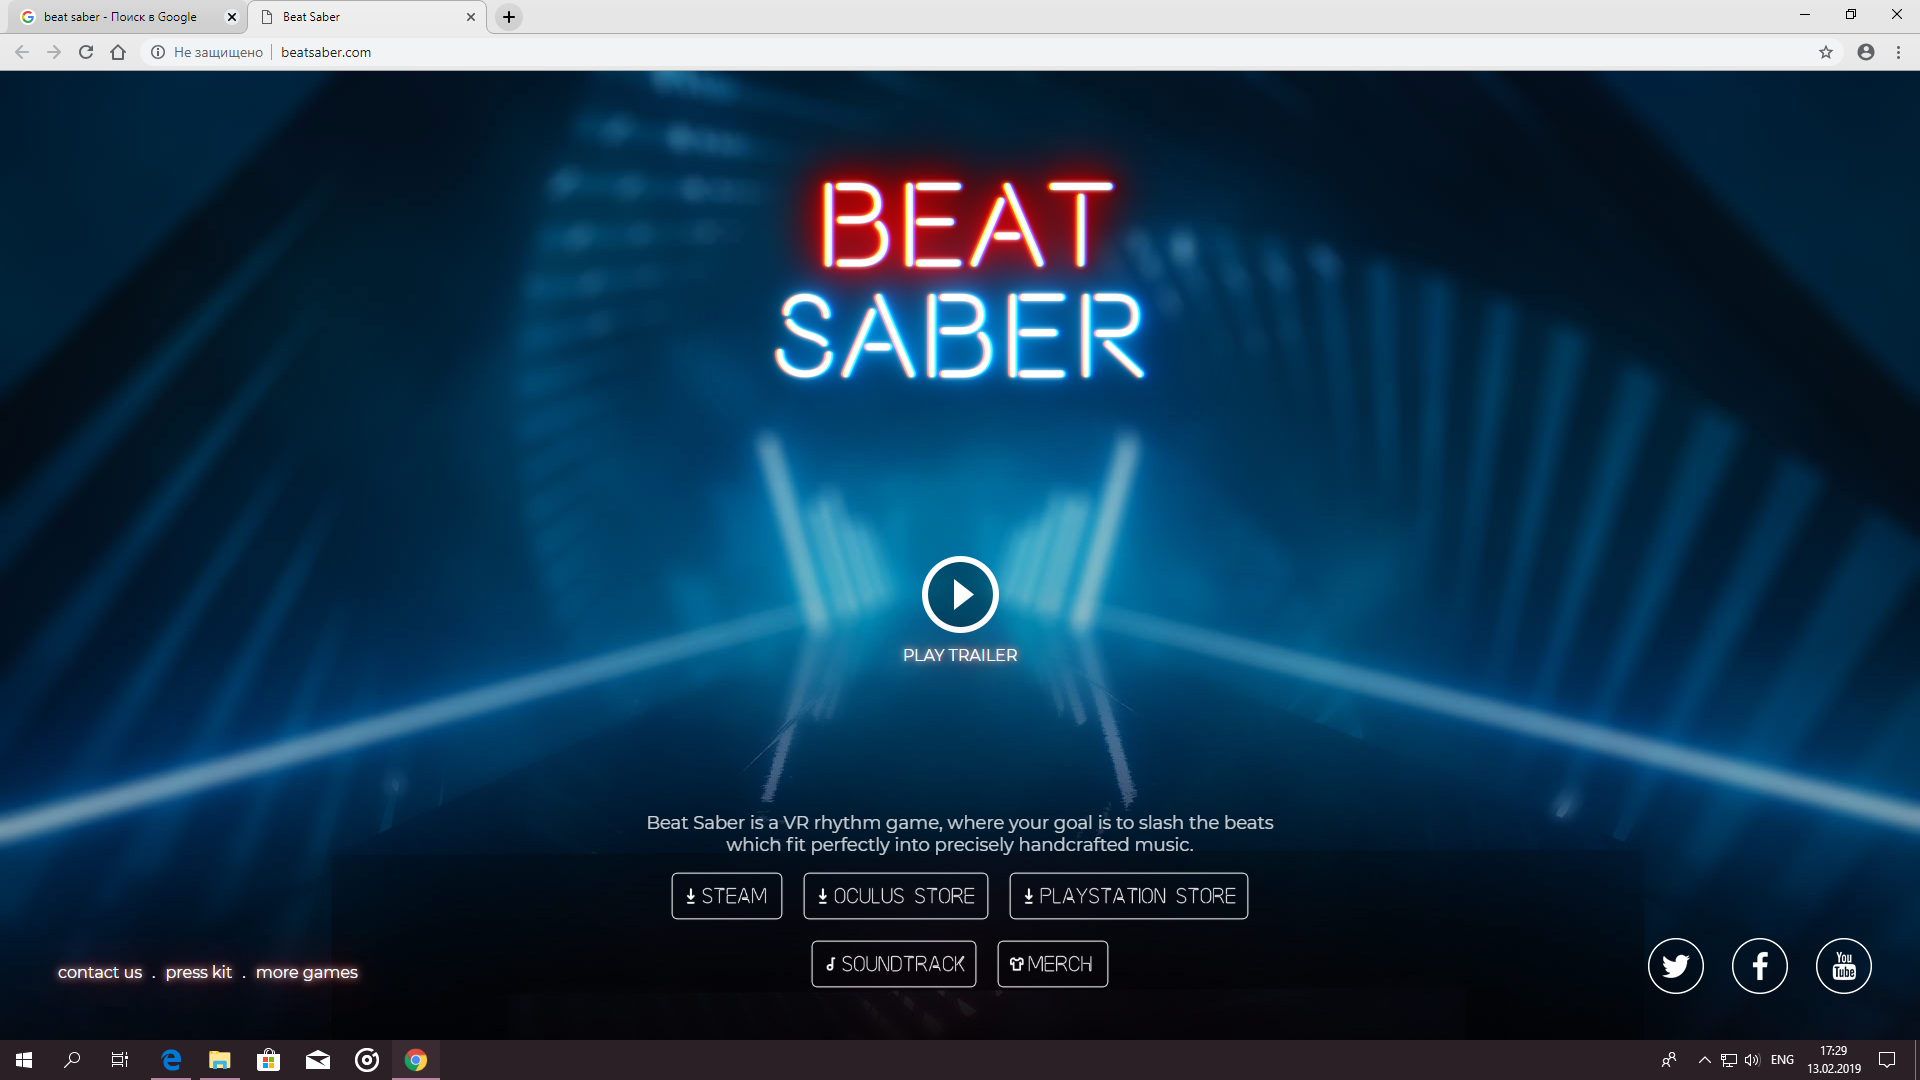 beat saber - Поиск в Google
Beat Saber
Не защищено
beatsaber.com
BEAT
SABER
PLAY TRAILER
Beat Saber is a VR rhythm game, where your goal is to slash the beats
which fit perfectly into precisely handcrafted music.
STEAM
OCULUS STORE
PLAYSTATION STORE
SOUNDTRACK
MERCH
contact us . press kit . more games
You
Tube
ENG
17:29
13.02.2019